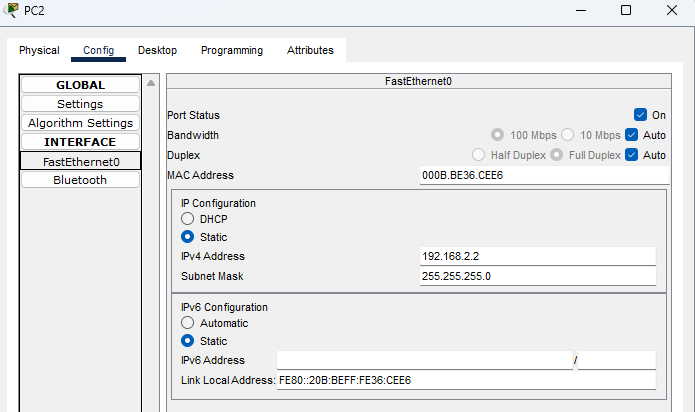 PC2
Physical Config Desktop Programming Attributes
GLOBAL
Settings
Algorithm Settings
INTERFACE
FastEthernet0
Bluetooth
FastEthernet0
Port Status On
Bandwidth 100 Mbps 10 Mbps Auto
Duplex Half Duplex Full Duplex Auto
MAC Address 000B.BE36.CEE6
IP Configuration
DHCP
Static
IPv4 Address 192.168.2.2
Subnet Mask 255.255.255.0
IPv6 Configuration
Automatic
Static
IPv6 Address /
Link Local Address: FE80::20B:BEFF:FE36:CEE6